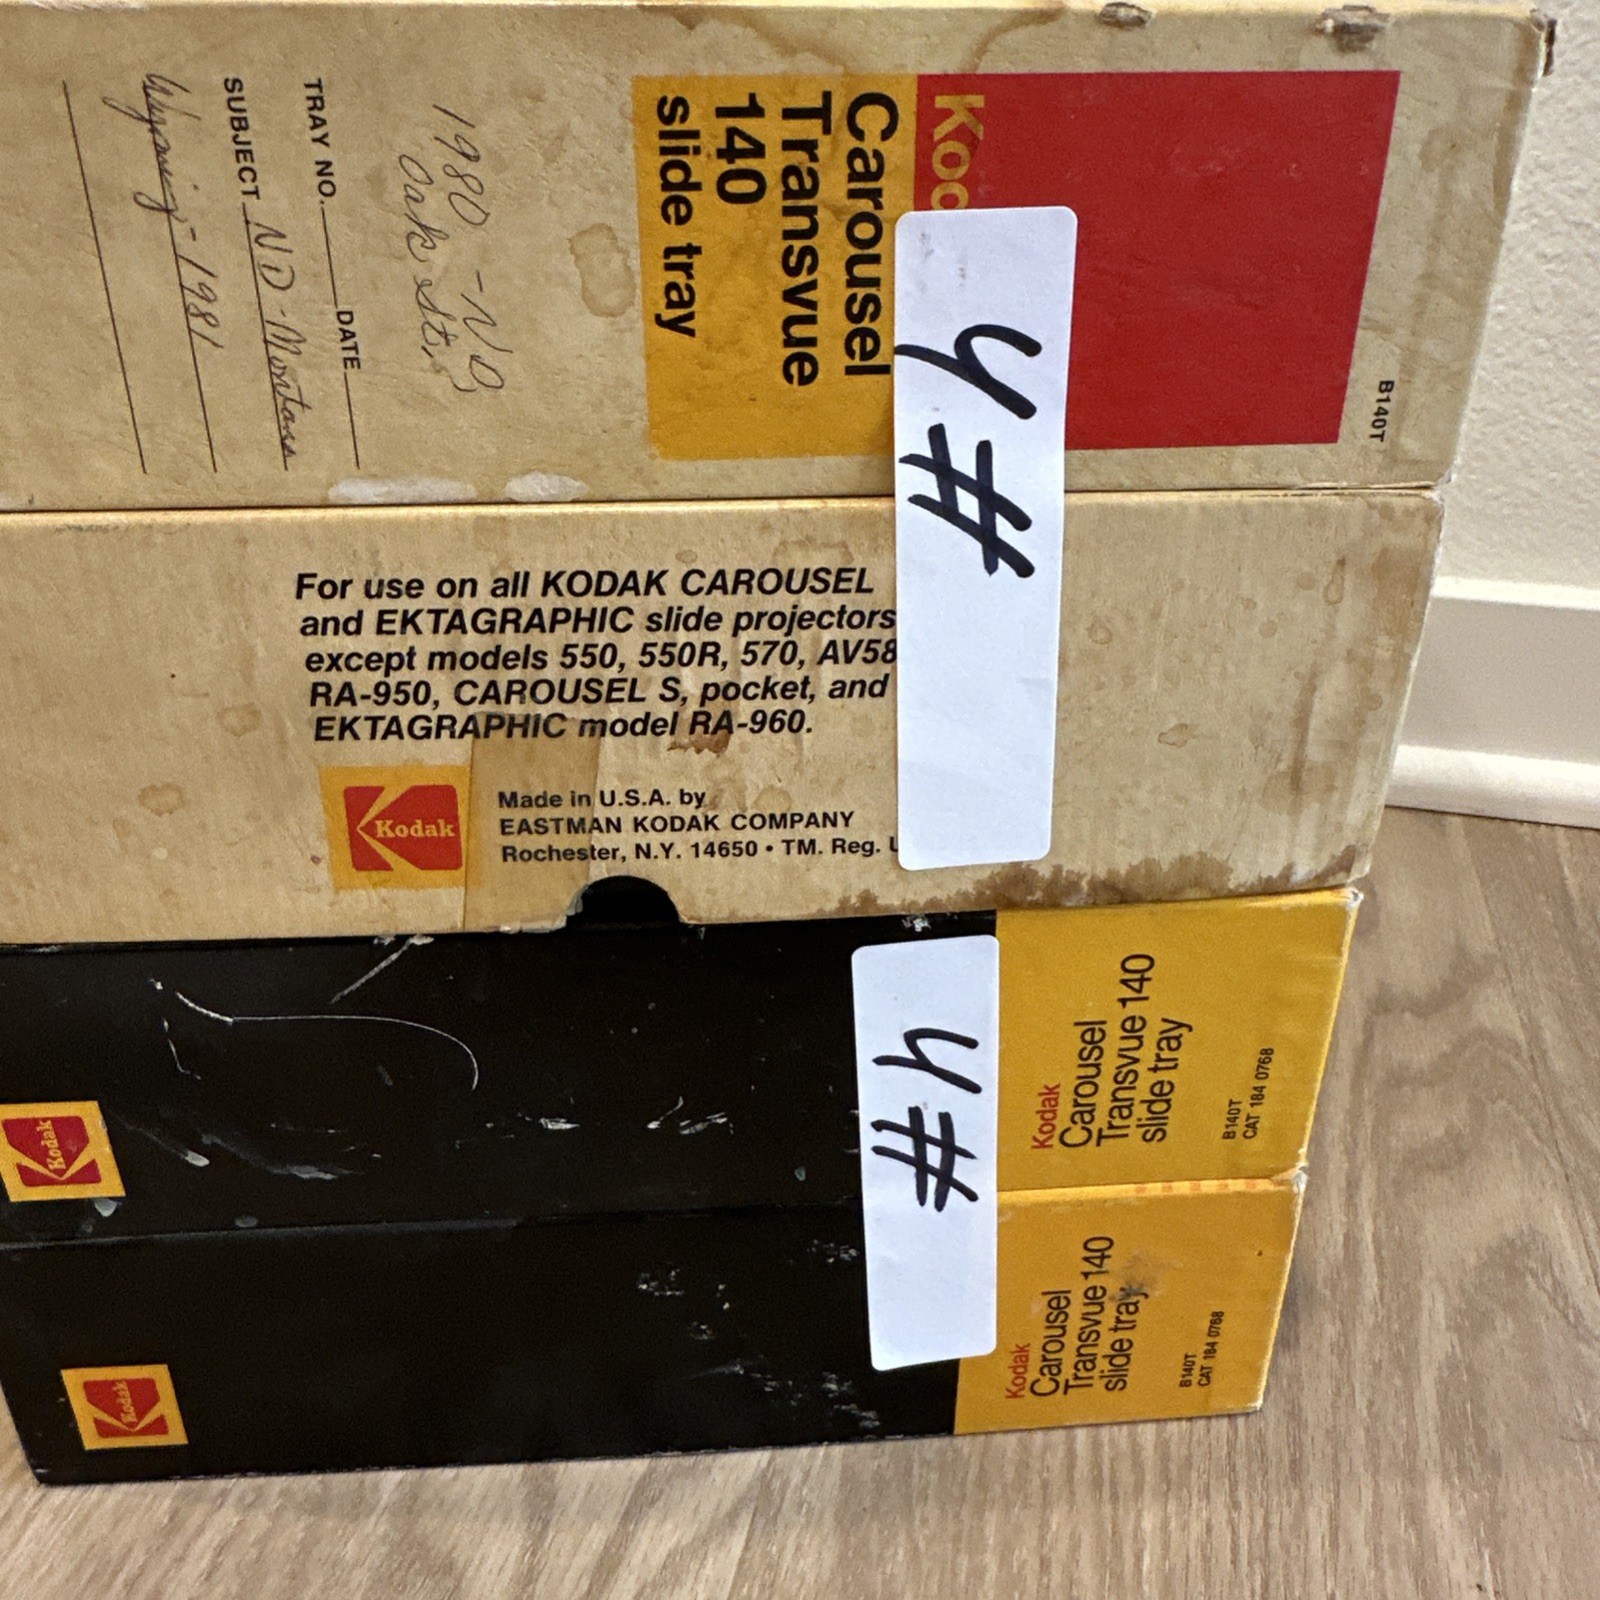 Carousel
Transvue
140
slide tray
B140T
1980 - ND
Oak St.
TRAY NO. DATE
SUBJECT ND - Montana
Wyoming - 1981
4#
For use on all KODAK CAROUSEL
and EKTAGRAPHIC slide projectors
except models 550, 550R, 570, AV58
RA-950, CAROUSEL S, pocket, and
EKTAGRAPHIC model RA-960.
Kodak
Made in U.S.A. by
EASTMAN KODAK COMPANY
Rochester, N.Y. 14650 • TM. Reg.
Kodak
4#
Kodak
Carousel
Transvue 140
slide tray
B140T
CAT 184 0768
Kodak
Kodak
Carousel
Transvue 140
slide tray
B140T
CAT 184 0768